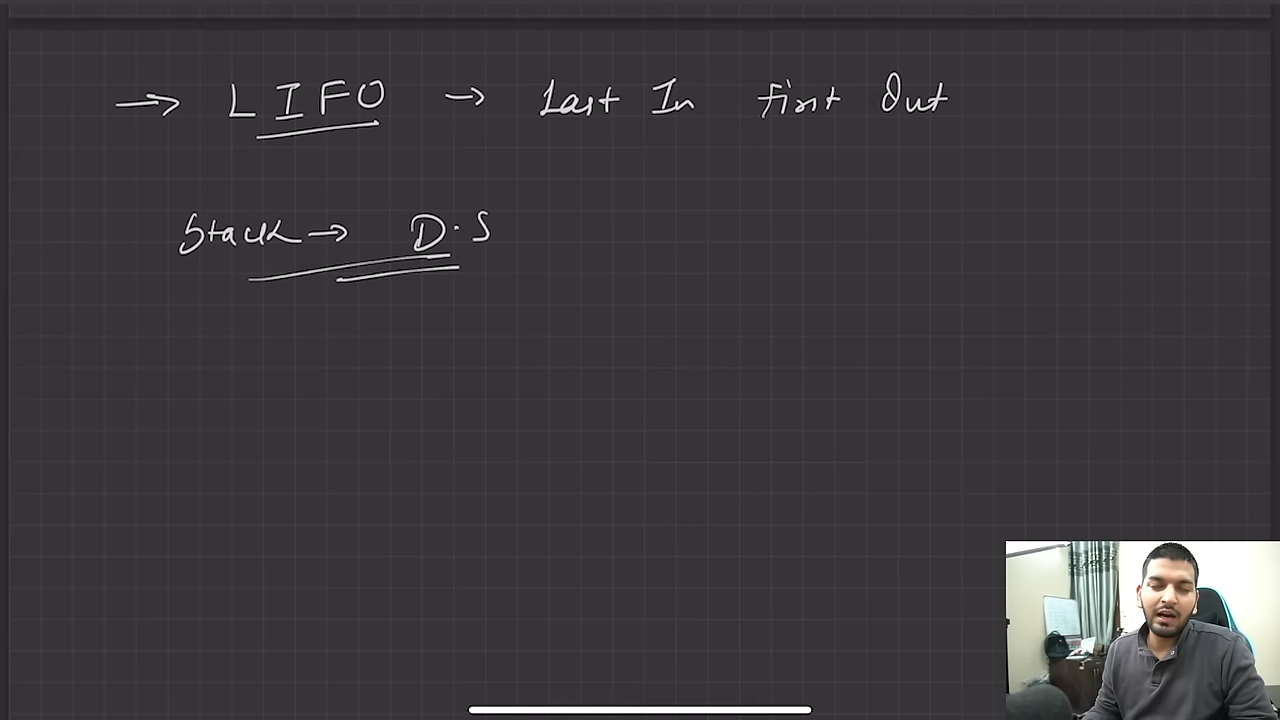 → LIFO → Last In First Out
Stack → D.S